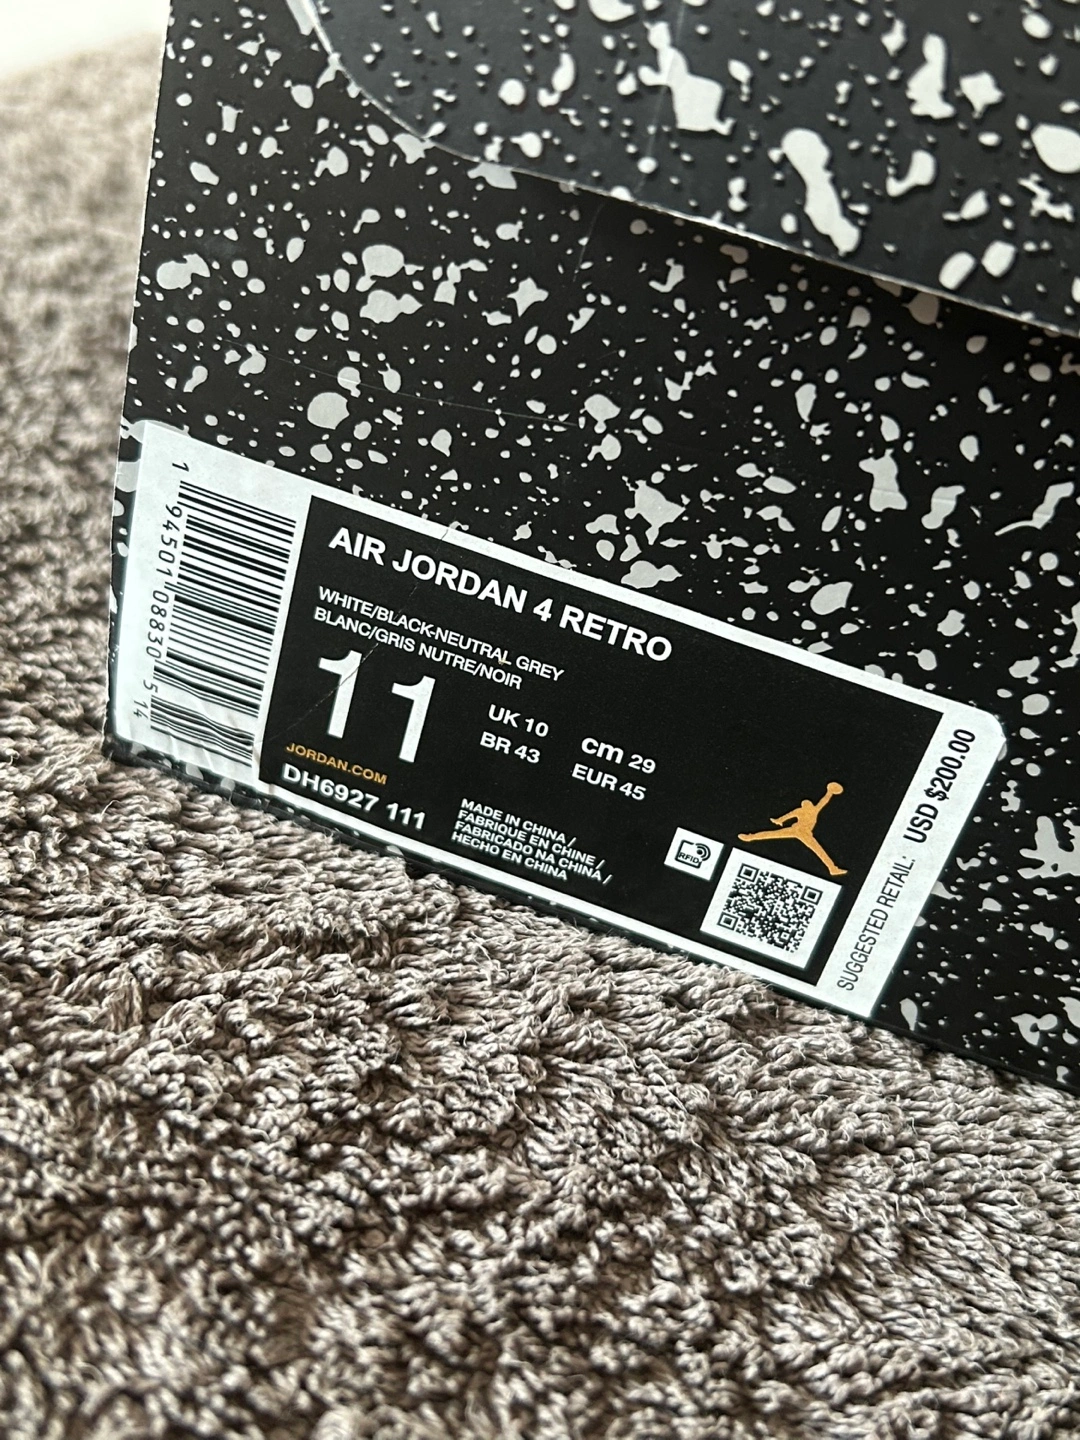 1 94501 08830 5 14
AIR JORDAN 4 RETRO
WHITE/BLACK-NEUTRAL GREY
BLANC/GRIS NUTRE/NOIR
11
UK 10
BR 43
cm 29
EUR 45
JORDAN.COM
DH6927 111
MADE IN CHINA /
FABRIQUE EN CHINE /
FABRICADO NA CHINA /
HECHO EN CHINA
RFID
SUGGESTED RETAIL: USD $200.00